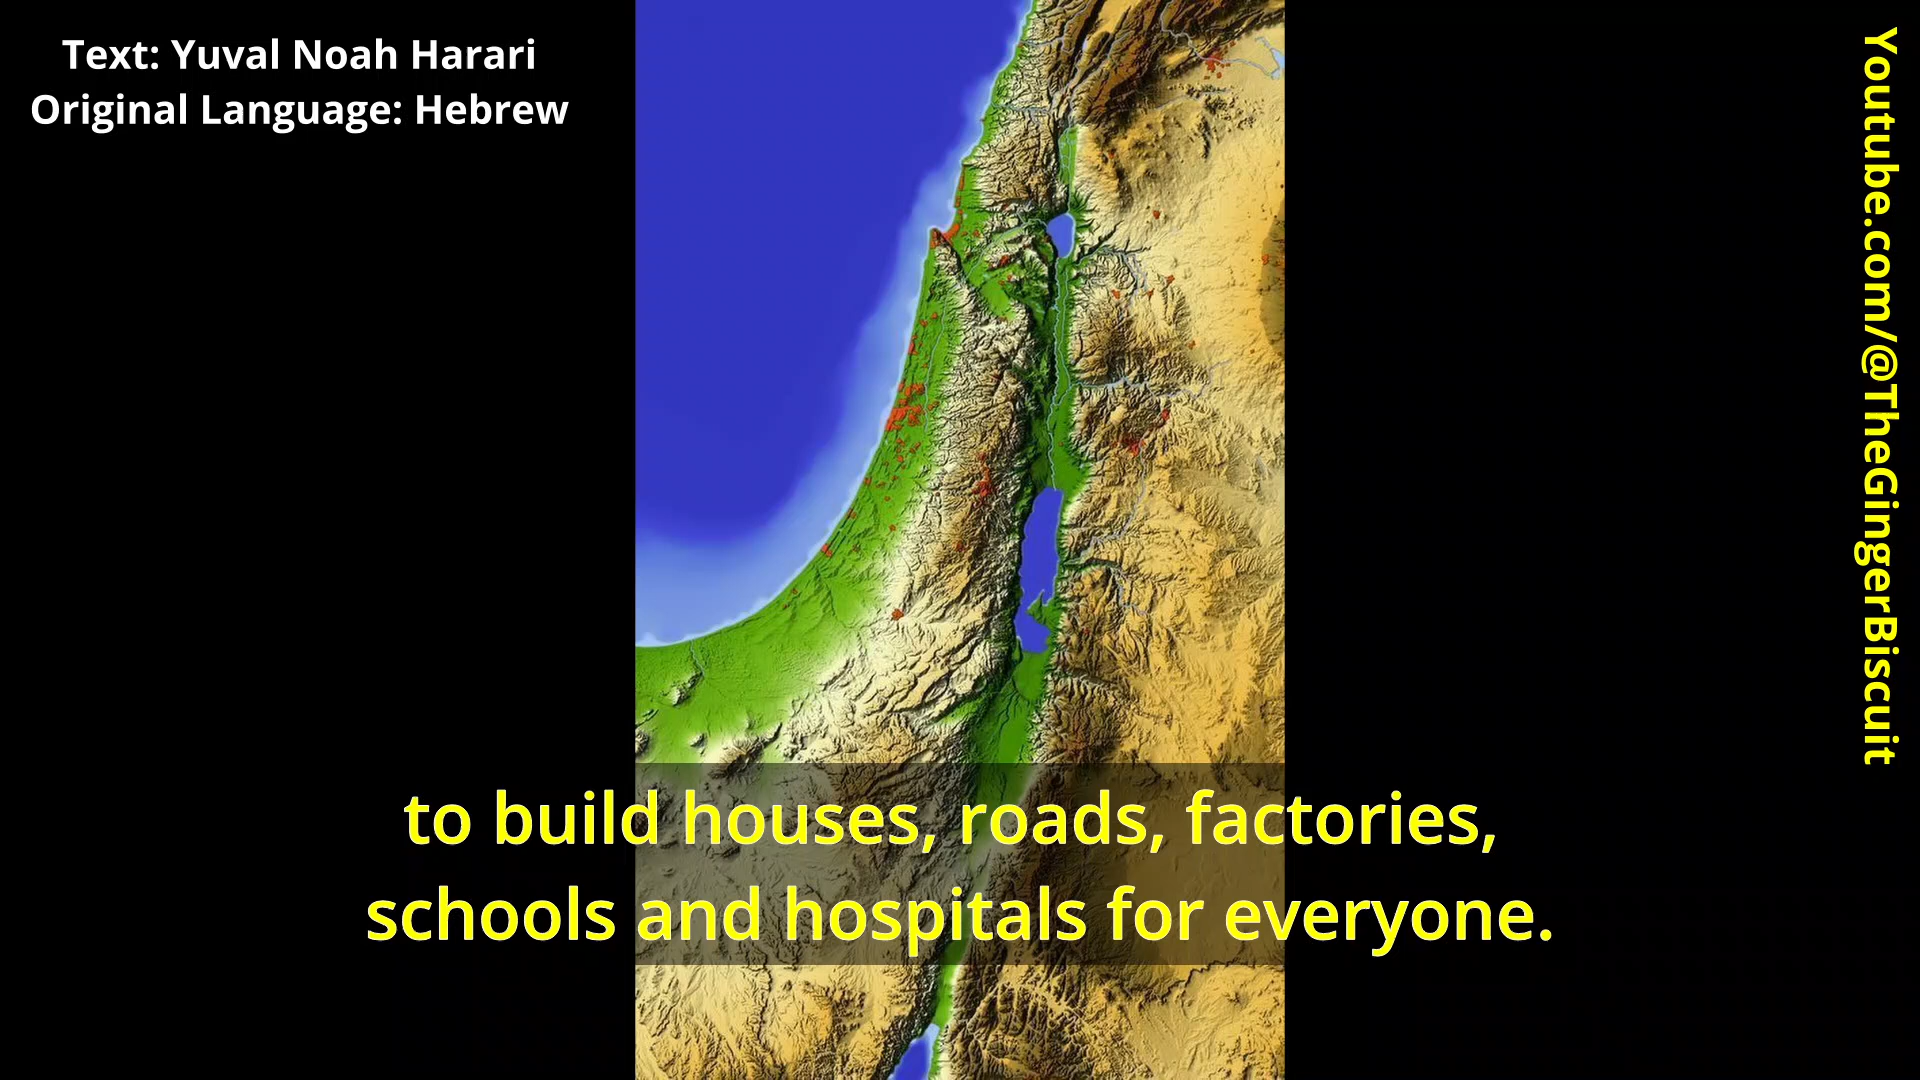 Text: Yuval Noah Harari
Original Language: Hebrew
Youtube.com/@TheGingerBiscuit
to build houses, roads, factories,
schools and hospitals for everyone.